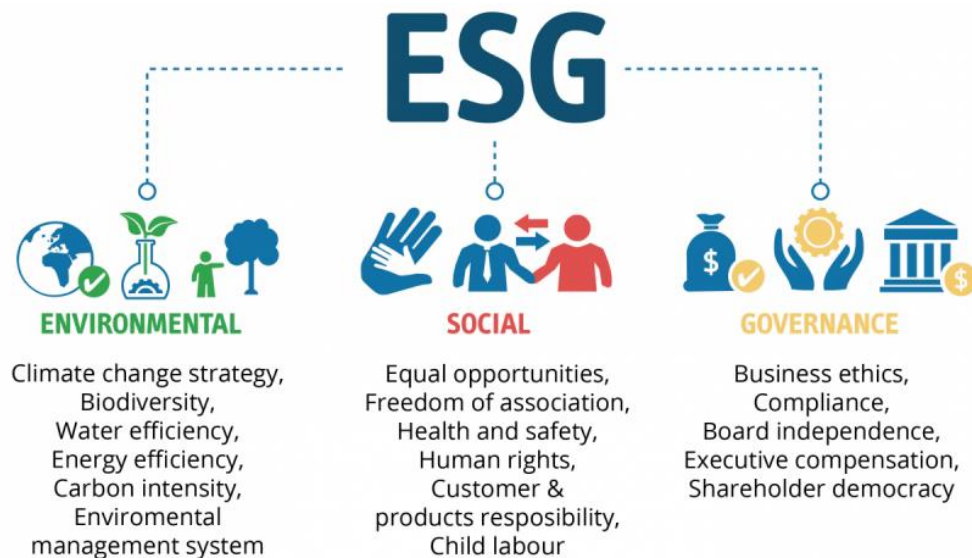 ESG
ENVIRONMENTAL
Climate change strategy,
Biodiversity,
Water efficiency,
Energy efficiency,
Carbon intensity,
Enviromental
management system
SOCIAL
Equal opportunities,
Freedom of association,
Health and safety,
Human rights,
Customer &
products resposibility,
Child labour
$
$
GOVERNANCE
Business ethics,
Compliance,
Board independence,
Executive compensation,
Shareholder democracy